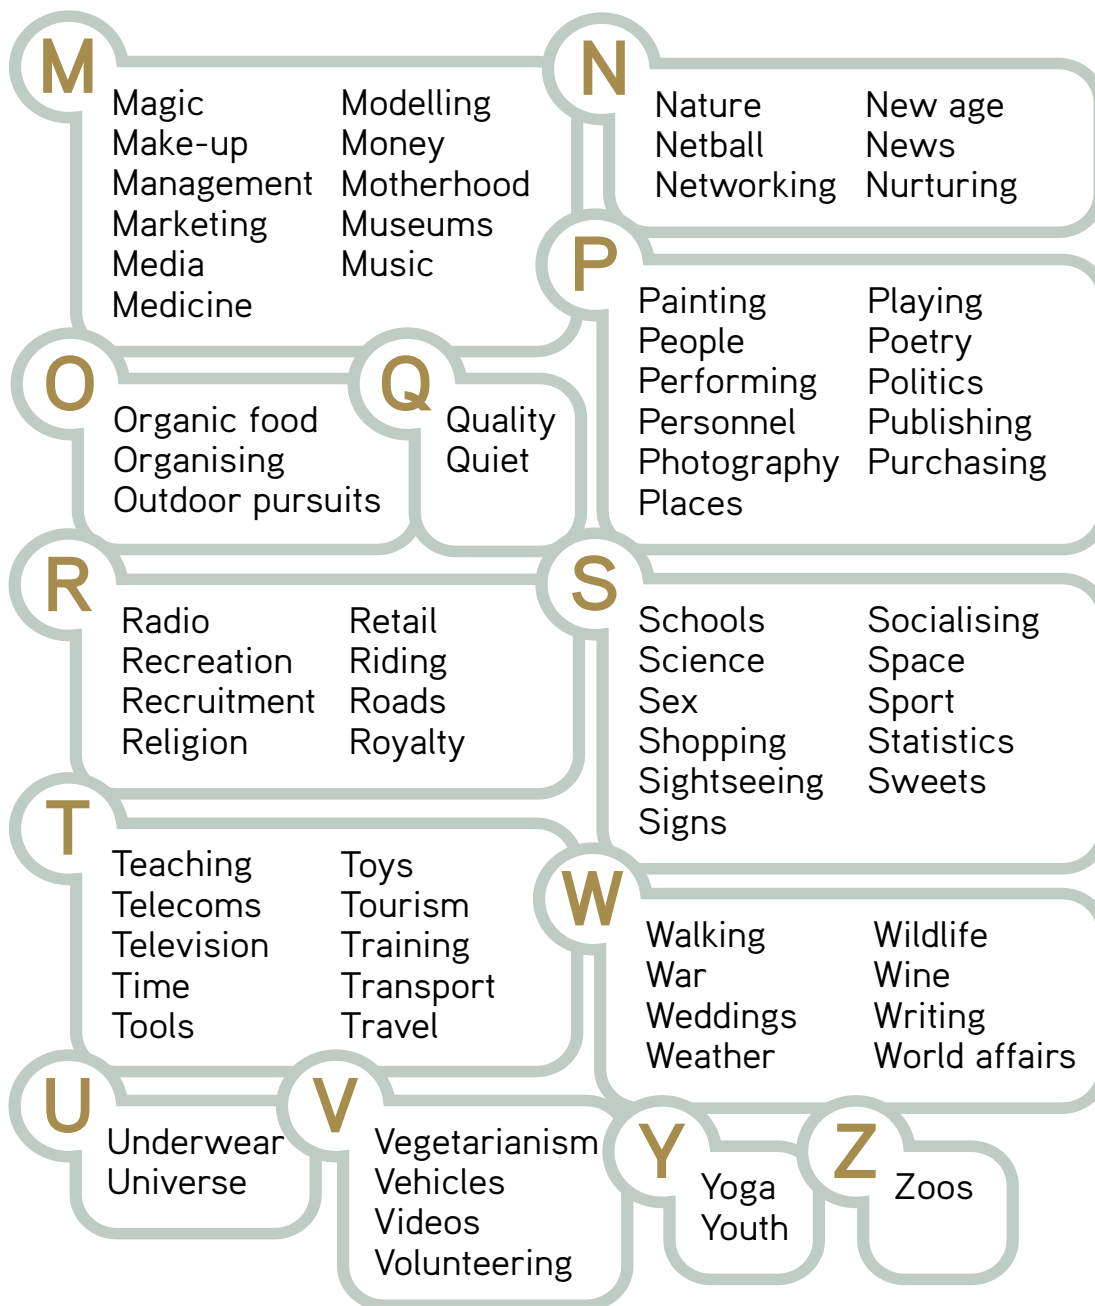 M
Magic
Make-up
Management
Marketing
Media
Medicine
Modelling
Money
Motherhood
Museums
Music
N
Nature
Netball
Networking
New age
News
Nurturing
O
Organic food
Organising
Outdoor pursuits
P
Painting
People
Performing
Personnel
Photography
Places
Playing
Poetry
Politics
Publishing
Purchasing
Q
Quality
Quiet
R
Radio
Recreation
Recruitment
Religion
Retail
Riding
Roads
Royalty
S
Schools
Science
Sex
Shopping
Sightseeing
Signs
Socialising
Space
Sport
Statistics
Sweets
T
Teaching
Telecoms
Television
Time
Tools
Toys
Tourism
Training
Transport
Travel
U
Underwear
Universe
V
Vegetarianism
Vehicles
Videos
Volunteering
W
Walking
War
Weddings
Weather
Wildlife
Wine
Writing
World affairs
Y
Yoga
Youth
Z
Zoos